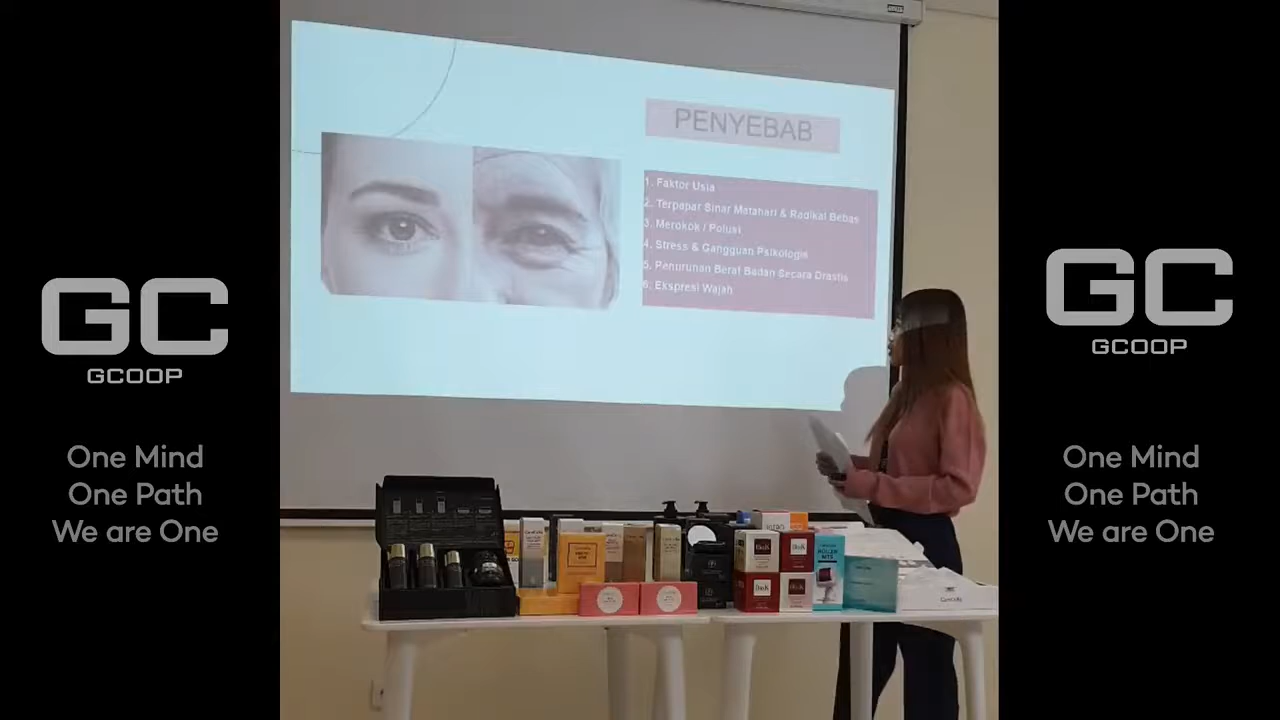 PENYEBAB
1. Faktor Usia
2. Terpapar Sinar Matahari & Radikal Bebas
3. Merokok / Polusi
4. Stress & Gangguan Psikologis
5. Penurunan Berat Badan Secara Drastis
6. Ekspresi Wajah
GC
GCOOP
One Mind
One Path
We are One
GC
GCOOP
One Mind
One Path
We are One